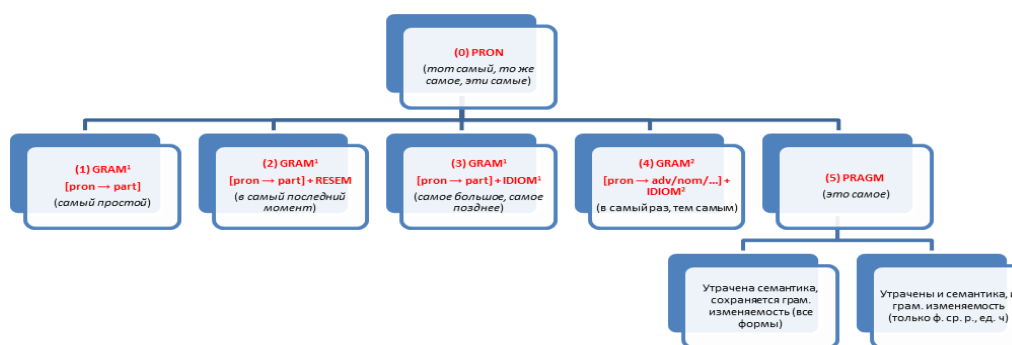 (0) PRON
(тот самый, то же
самое, эти самые)
(1) GRAM¹
[pron → part]
(самый простой)
(2) GRAM¹
[pron → part] + RESEM
(в самый последний
момент)
(3) GRAM¹
[pron → part] + IDIOM¹
(самое большое, самое
позднее)
(4) GRAM²
[pron → adv/nom/...] +
IDIOM²
(в самый раз, тем самым)
(5) PRAGM
(это самое)
Утрачена семантика,
сохраняется грам.
изменяемость (все
формы)
Утрачены и семантика, и
грам. изменяемость
(только ф. ср. р., ед. ч)